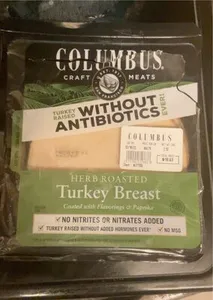 COLUMBUS
CRAFT MEATS
TURKEY RAISED
WITHOUT
ANTIBIOTICS
EVER!
COLUMBUS
HERB ROASTED
Turkey Breast
Coated with Flavorings & Paprika
NO NITRITES OR NITRATES ADDED
TURKEY RAISED WITHOUT ADDED HORMONES EVER* NO MSG